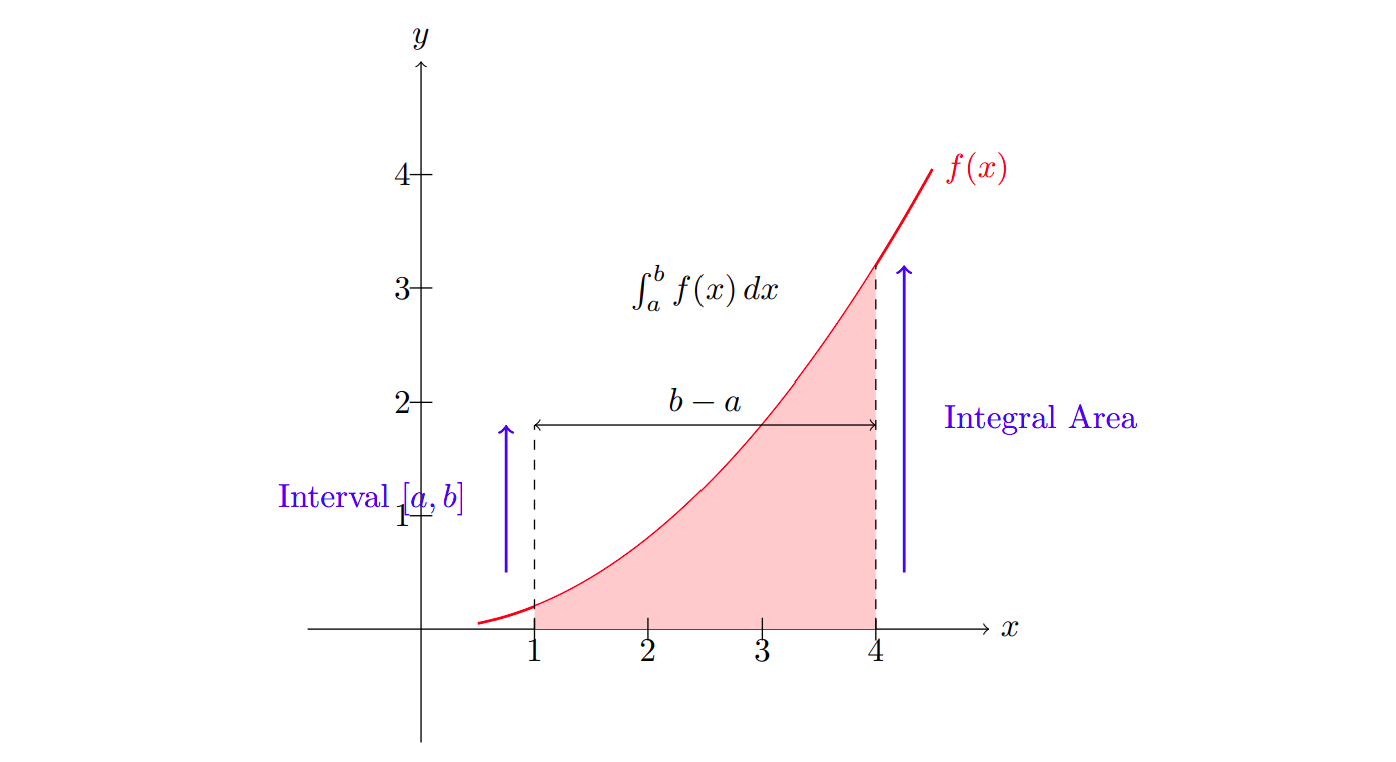 y
4
f(x)
3
∫_a^b f(x) dx
2
b − a
Integral Area
Interval [a, b]
1
x
1 2 3 4